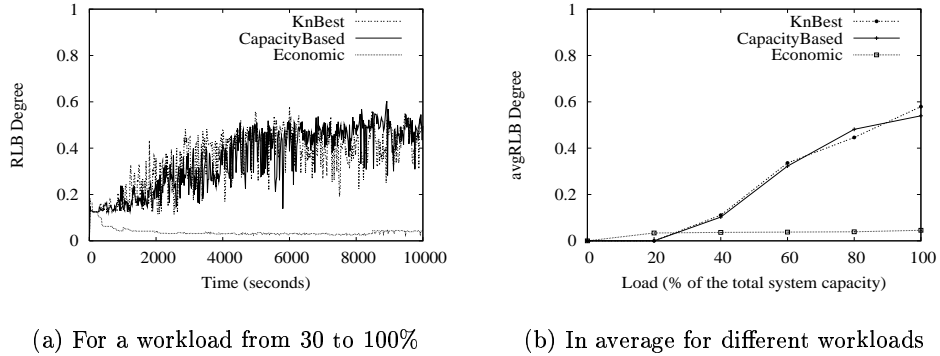 1
0.8
0.6
0.4
0.2
0
RLB Degree
KnBest
CapacityBased
Economic
0 2000 4000 6000 8000 10000
Time (seconds)
(a) For a workload from 30 to 100%
1
0.8
0.6
0.4
0.2
0
avgRLB Degree
KnBest
CapacityBased
Economic
0 20 40 60 80 100
Load (% of the total system capacity)
(b) In average for different workloads